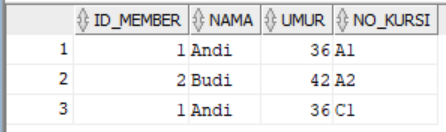 ID_MEMBER NAMA UMUR NO_KURSI
1 1 Andi 36 A1
2 2 Budi 42 A2
3 1 Andi 36 C1